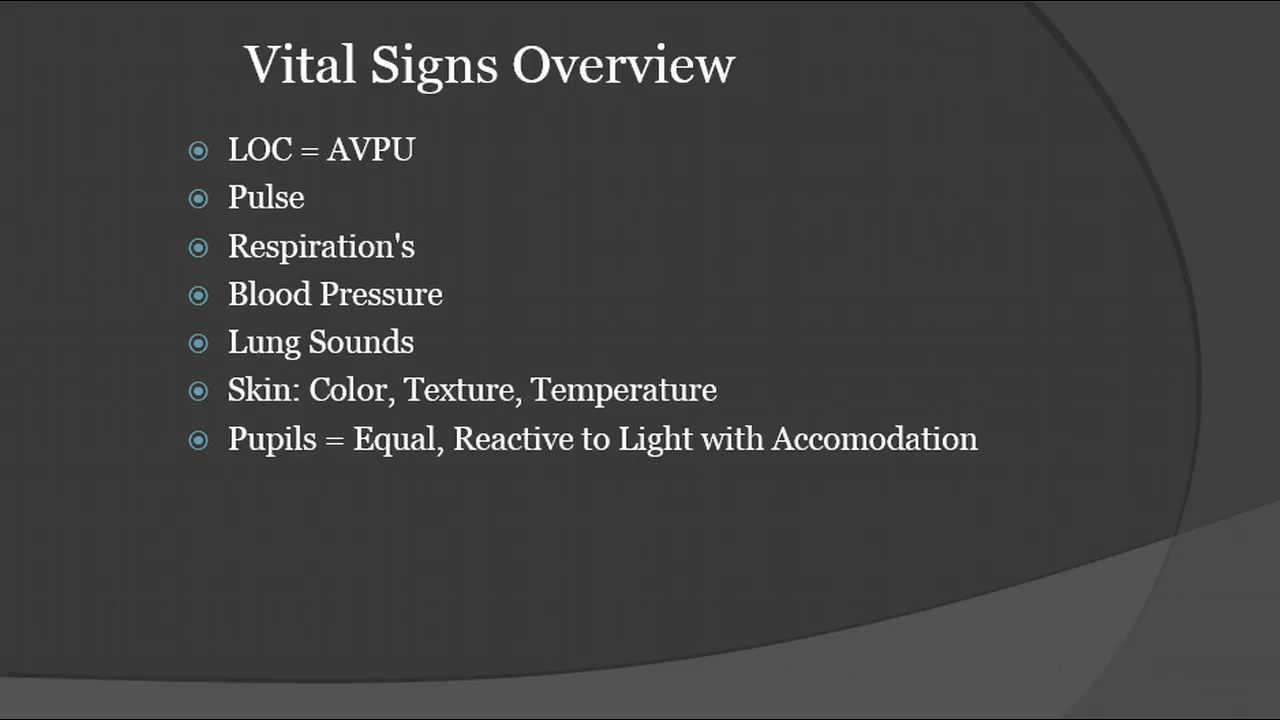 Vital Signs Overview
LOC = AVPU
Pulse
Respiration's
Blood Pressure
Lung Sounds
Skin: Color, Texture, Temperature
Pupils = Equal, Reactive to Light with Accomodation